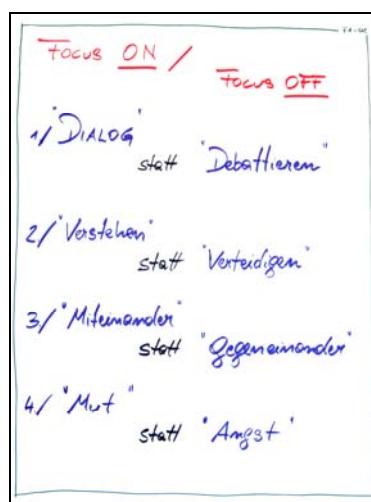 Focus ON /
Focus OFF
1/ "DIALOG"
statt "Debattieren"
2/ "Verstehen"
statt "Verteidigen"
3/ "Miteinander"
statt "Gegeneinander"
4/ "Mut"
statt "Angst"